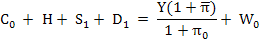 C₀ + H + S₁ + D₁ = Y(1 + π̅) / 1 + π₀ + W₀